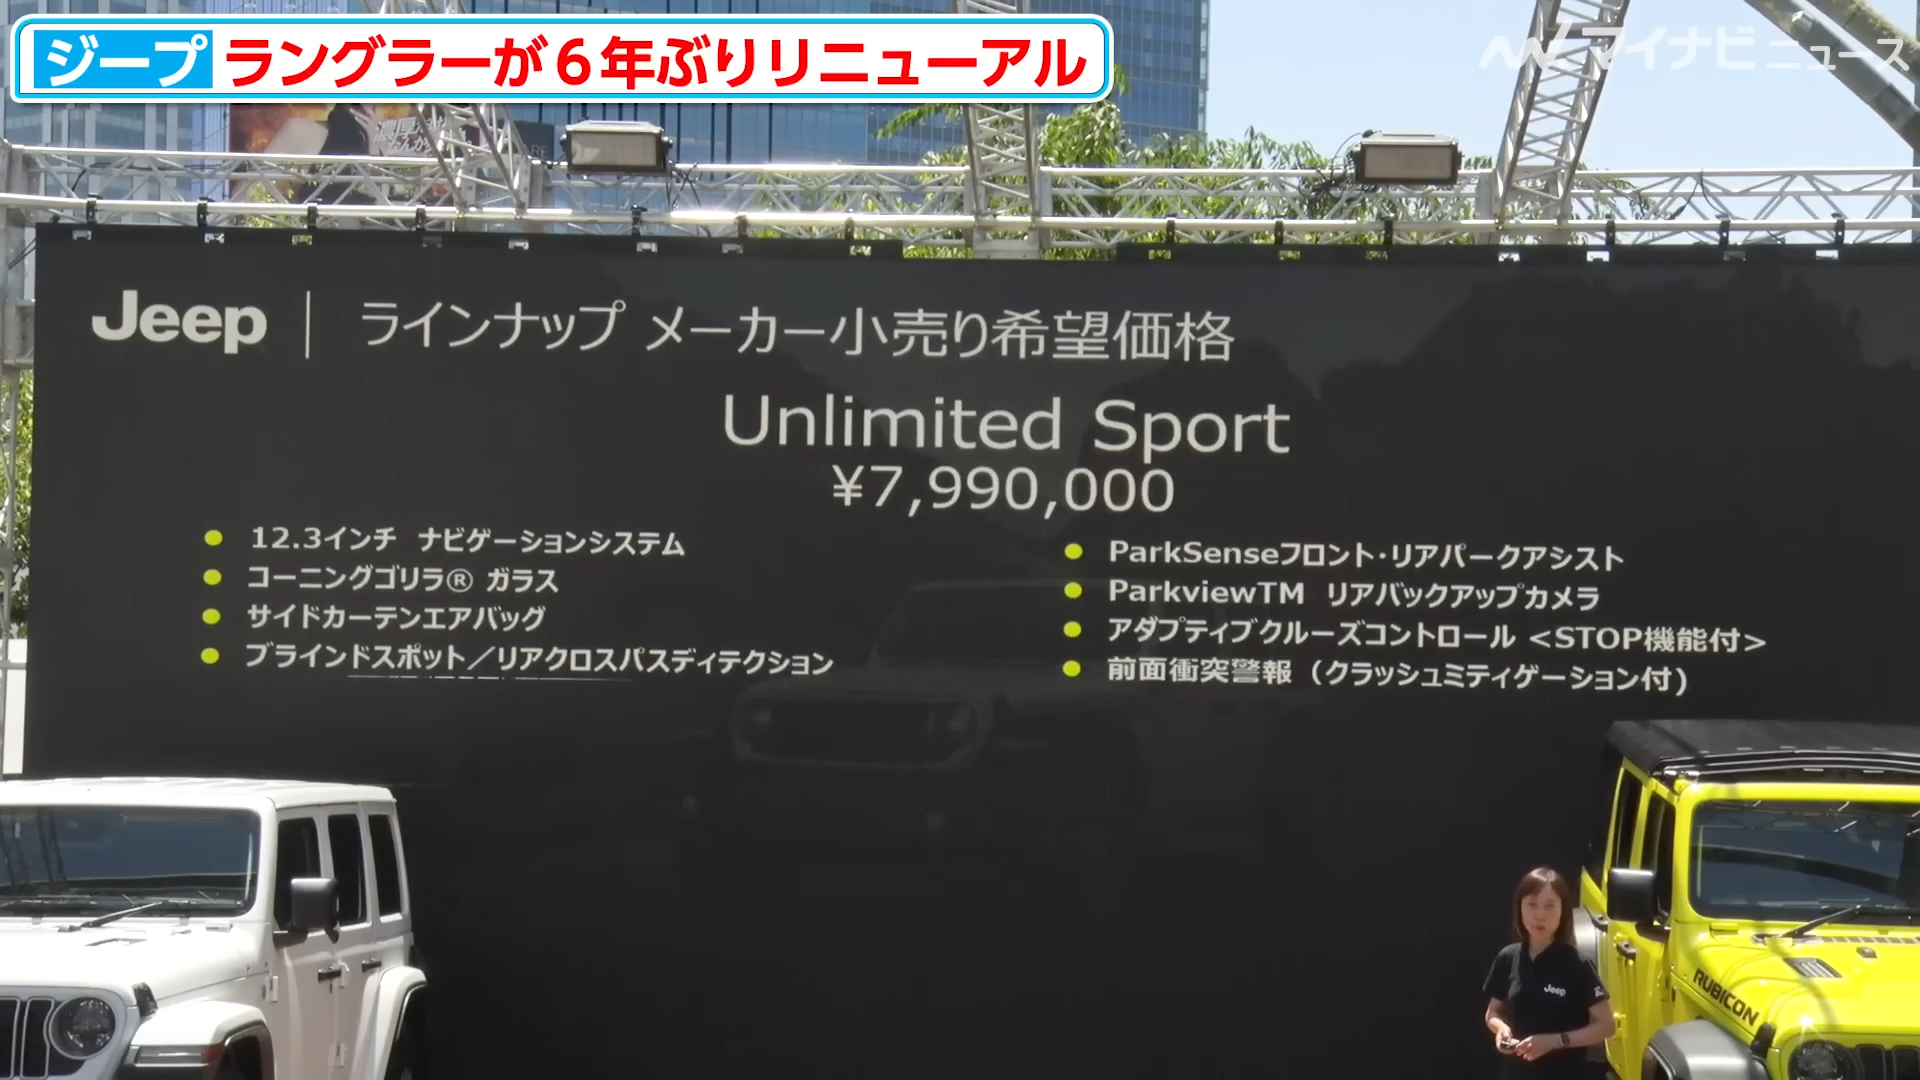 ジープ ラングラーが6年ぶりリニューアル
マイナビニュース
Jeep | ラインナップ メーカー小売り希望価格
Unlimited Sport
¥7,990,000
● 12.3インチ ナビゲーションシステム
● コーニングゴリラ® ガラス
● サイドカーテンエアバッグ
● ブラインドスポット／リアクロスパスディテクション
● ParkSenseフロント・リアパークアシスト
● ParkviewTM リアバックアップカメラ
● アダプティブクルーズコントロール <STOP機能付>
● 前面衝突警報（クラッシュミティゲーション付)
Jeep
RUBICON